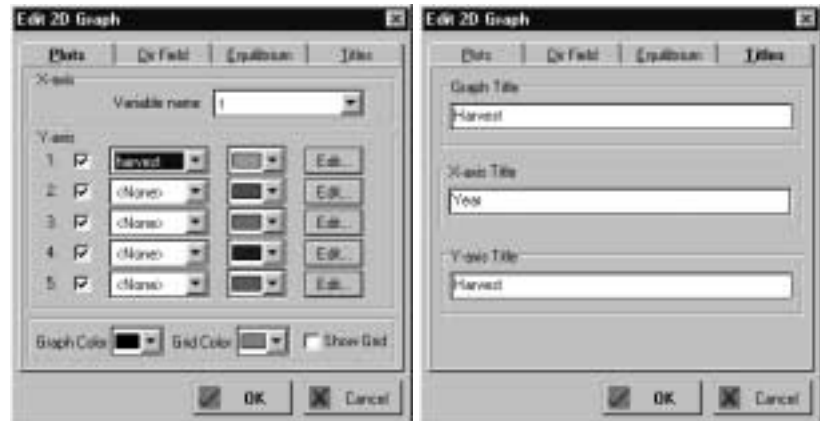 Edit 2D Graph
Plots Dir Field Equilibrium Titles
X-axis
Variable name t
Y-axis
1 harvest Edit...
2 <None> Edit...
3 <None> Edit...
4 <None> Edit...
5 <None> Edit...
Graph Color Grid Color Show Grid
OK Cancel
Edit 2D Graph
Plots Dir Field Equilibrium Titles
Graph Title
Harvest
X-axis Title
Year
Y-axis Title
Harvest
OK Cancel